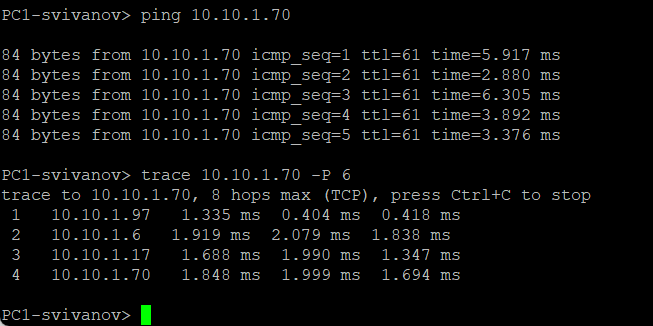 PC1-svivanov> ping 10.10.1.70
84 bytes from 10.10.1.70 icmp_seq=1 ttl=61 time=5.917 ms
84 bytes from 10.10.1.70 icmp_seq=2 ttl=61 time=2.880 ms
84 bytes from 10.10.1.70 icmp_seq=3 ttl=61 time=6.305 ms
84 bytes from 10.10.1.70 icmp_seq=4 ttl=61 time=3.892 ms
84 bytes from 10.10.1.70 icmp_seq=5 ttl=61 time=3.376 ms
PC1-svivanov> trace 10.10.1.70 -P 6
trace to 10.10.1.70, 8 hops max (TCP), press Ctrl+C to stop
1   10.10.1.97   1.335 ms  0.404 ms  0.418 ms
2   10.10.1.6   1.919 ms  2.079 ms  1.838 ms
3   10.10.1.17   1.688 ms  1.990 ms  1.347 ms
4   10.10.1.70   1.848 ms  1.999 ms  1.694 ms
PC1-svivanov>